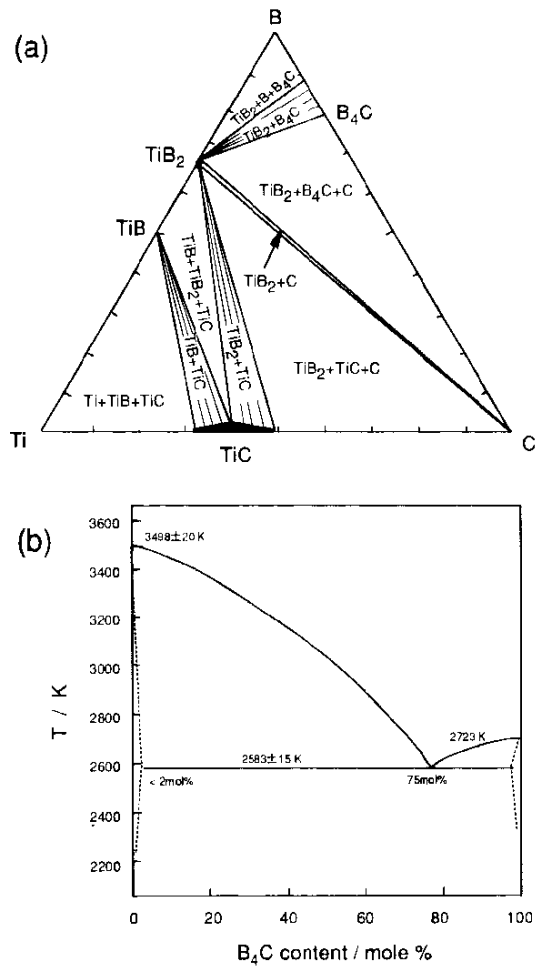 (a)
B
TiB2+B+B4C
TiB2+B4C
B4C
TiB2
TiB2+B4C+C
TiB
TiB2+C
TiB+TiB2+TiC
TiB+TiC
TiB2+TiC
TiB2+TiC+C
Ti+TiB+TiC
Ti
TiC
C
(b)
3600
3400
3200
3000
2800
2600
2400
2200
T / K
3498±20 K
2723 K
2583±15 K
< 2mol%
75mol%
0 20 40 60 80 100
B4C content / mole %